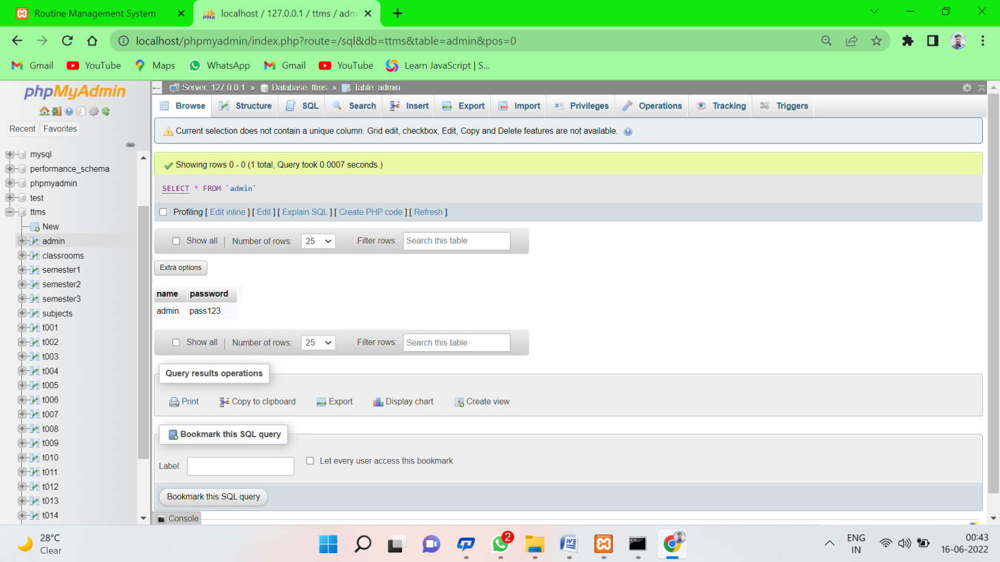 Routine Management System
localhost / 127.0.0.1 / ttms / adm
localhost/phpmyadmin/index.php?route=/sql&db=ttms&table=admin&pos=0
Gmail YouTube Maps WhatsApp Gmail YouTube Learn JavaScript | S...
phpMyAdmin
Recent Favorites
mysql
performance_schema
phpmyadmin
test
ttms
New
admin
classrooms
semester1
semester2
semester3
subjects
t001
t002
t003
t004
t005
t006
t007
t008
t009
t010
t011
t012
t013
t014
Server: 127.0.0.1 » Database: ttms » Table: admin
Browse Structure SQL Search Insert Export Import Privileges Operations Tracking Triggers
Current selection does not contain a unique column. Grid edit, checkbox, Edit, Copy and Delete features are not available.
Showing rows 0 - 0 (1 total, Query took 0.0007 seconds.)
SELECT * FROM `admin`
Profiling [ Edit inline ] [ Edit ] [ Explain SQL ] [ Create PHP code ] [ Refresh ]
Show all | Number of rows: 25 Filter rows: Search this table
Extra options
name password
admin pass123
Show all | Number of rows: 25 Filter rows: Search this table
Query results operations
Print Copy to clipboard Export Display chart Create view
Bookmark this SQL query
Label: Let every user access this bookmark
Bookmark this SQL query
Console
28°C
Clear
2
ENG
IN
00:43
16-06-2022